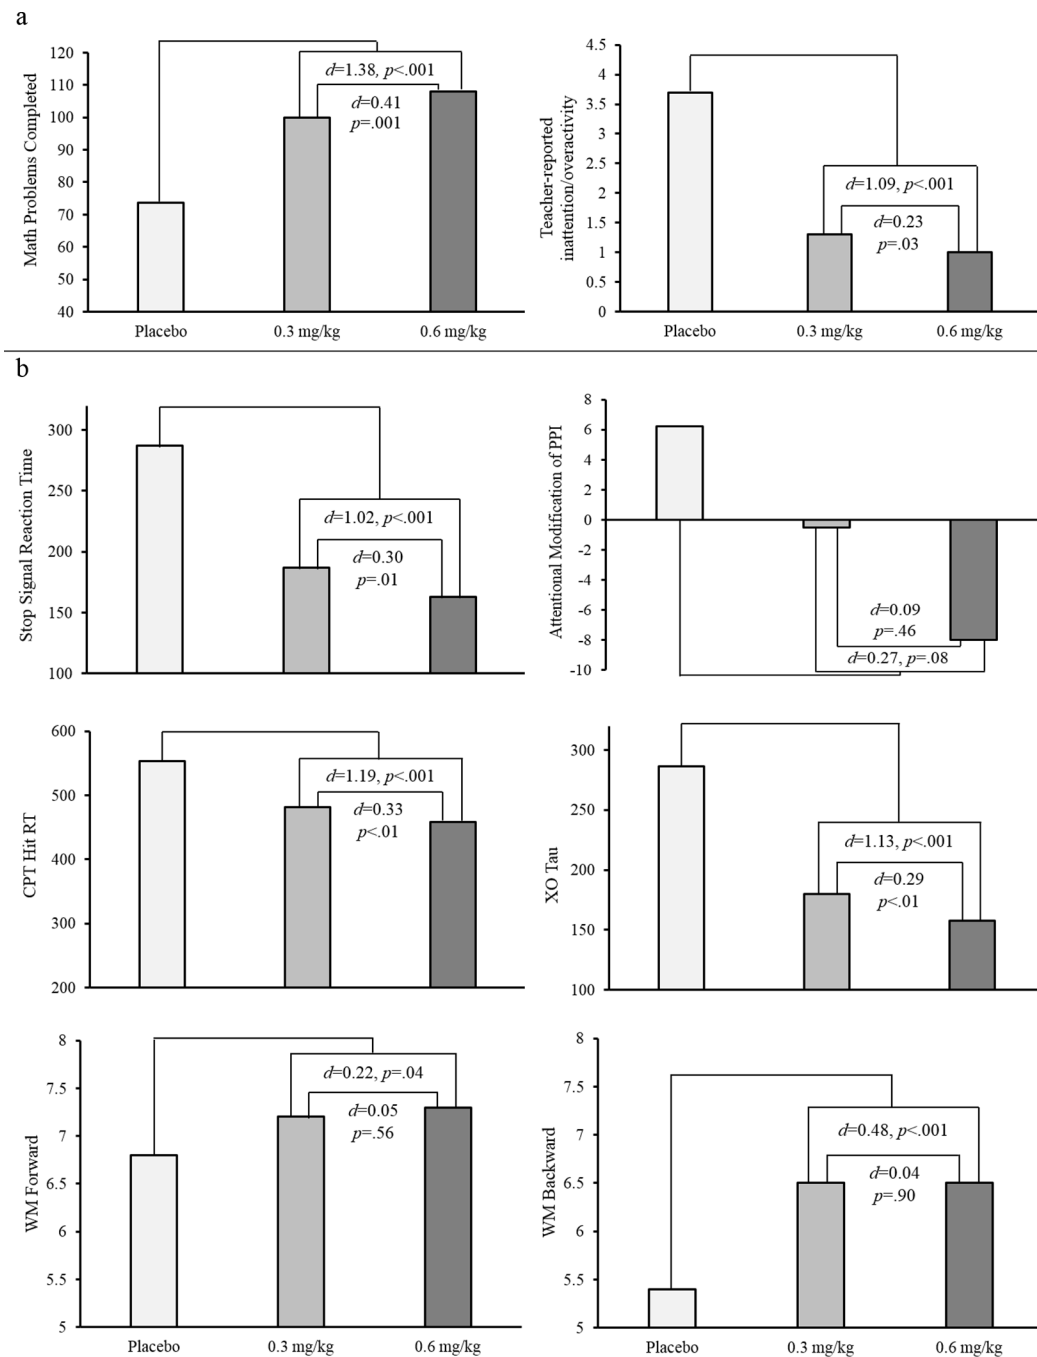 a
Math Problems Completed
120
110
100
90
80
70
60
50
40
d=1.38, p<.001
d=0.41
p=.001
Placebo
0.3 mg/kg
0.6 mg/kg
Teacher-reported
inattention/overactivity
4.5
4
3.5
3
2.5
2
1.5
1
0.5
0
d=1.09, p<.001
d=0.23
p=.03
Placebo
0.3 mg/kg
0.6 mg/kg
b
Stop Signal Reaction Time
300
250
200
150
100
d=1.02, p<.001
d=0.30
p=.01
Attentional Modification of PPI
8
6
4
2
0
-2
-4
-6
-8
-10
d=0.09
p=.46
d=0.27, p=.08
CPT Hit RT
600
500
400
300
200
d=1.19, p<.001
d=0.33
p<.01
XO Tau
300
250
200
150
100
d=1.13, p<.001
d=0.29
p<.01
WM Forward
8
7.5
7
6.5
6
5.5
5
d=0.22, p=.04
d=0.05
p=.56
Placebo
0.3 mg/kg
0.6 mg/kg
WM Backward
8
7.5
7
6.5
6
5.5
5
d=0.48, p<.001
d=0.04
p=.90
Placebo
0.3 mg/kg
0.6 mg/kg